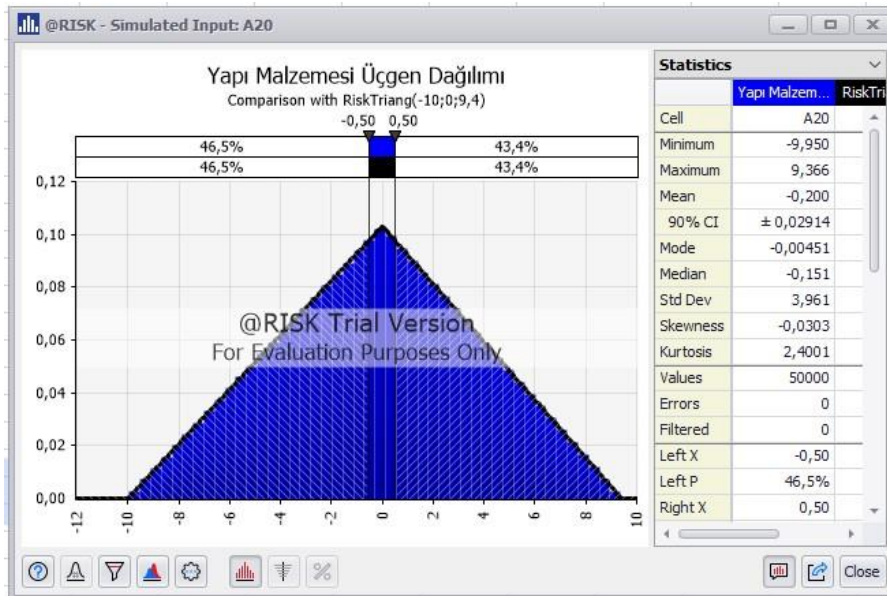 @RISK - Simulated Input: A20
Yapı Malzemesi Üçgen Dağılımı
Comparison with RiskTriang(-10;0;9,4)
-0,50 0,50
46,5% 43,4%
46,5% 43,4%
0,12
0,10
0,08
0,06
0,04
0,02
0,00
-12 -10 -8 -6 -4 -2 0 2 4 6 8 10
@RISK Trial Version
For Evaluation Purposes Only
Statistics
Yapı Malzem... RiskTri
Cell A20
Minimum -9,950
Maximum 9,366
Mean -0,200
90% CI ± 0,02914
Mode -0,00451
Median -0,151
Std Dev 3,961
Skewness -0,0303
Kurtosis 2,4001
Values 50000
Errors 0
Filtered 0
Left X -0,50
Left P 46,5%
Right X 0,50
Close